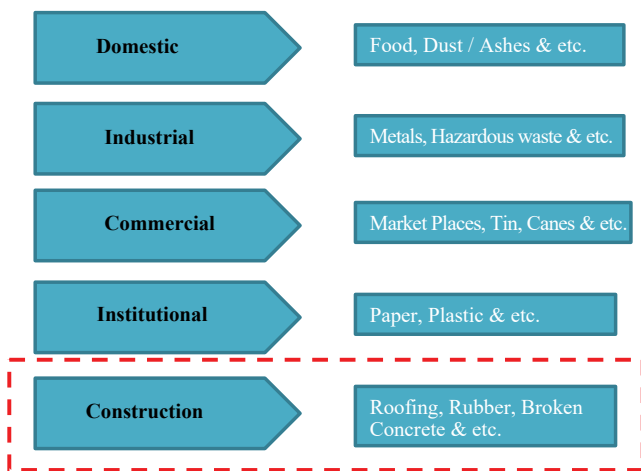 Domestic
Food, Dust / Ashes & etc.
Industrial
Metals, Hazardous waste & etc.
Commercial
Market Places, Tin, Canes & etc.
Institutional
Paper, Plastic & etc.
Construction
Roofing, Rubber, Broken
Concrete & etc.